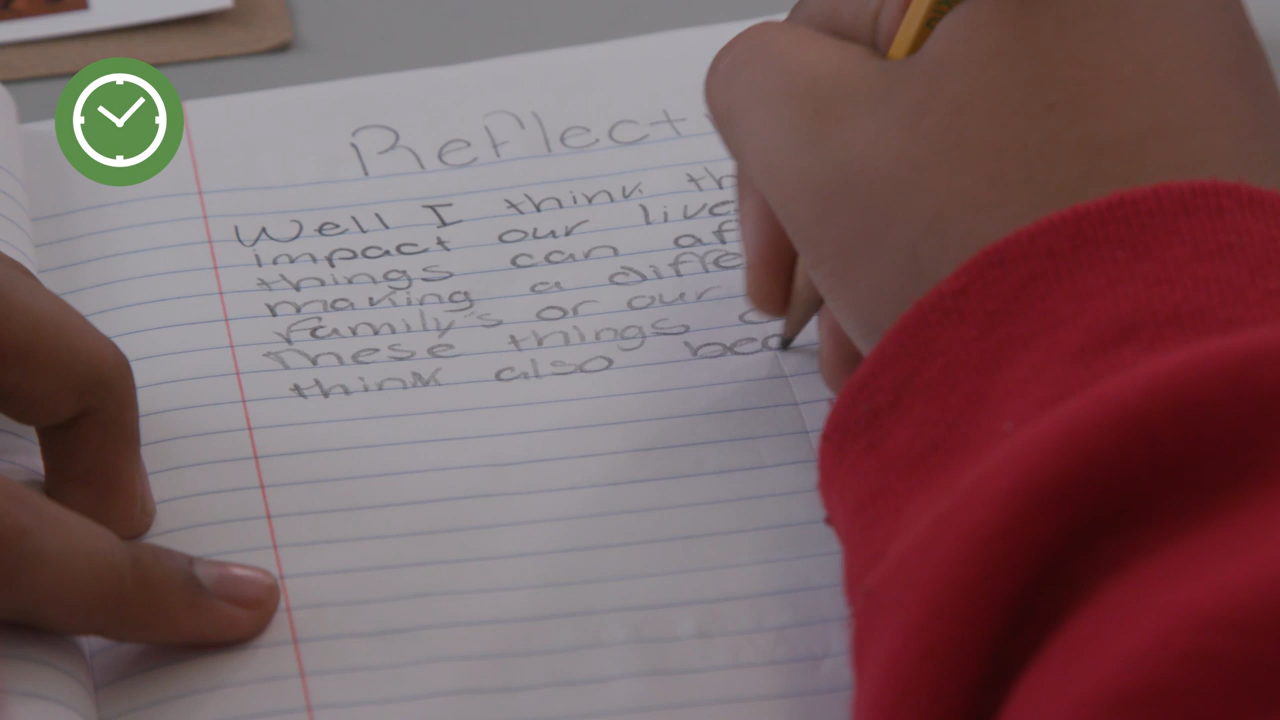 Reflect
Well I think th
impact our live
things can af
making a diffe
family's or our
These things c
think also bec